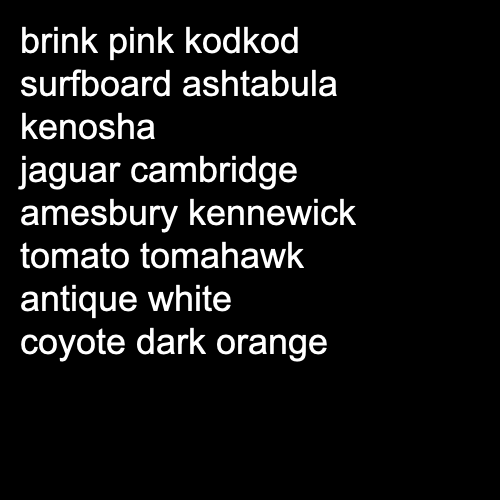 brink pink kodkod
surfboard ashtabula
kenosha
jaguar cambridge
amesbury kennewick
tomato tomahawk
antique white
coyote dark orange